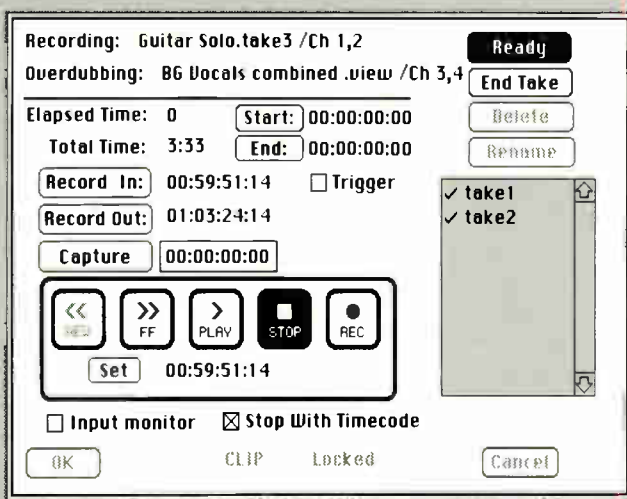 Recording: Guitar Solo.take3 /Ch 1,2
Overdubbing: BG Vocals combined .view /Ch 3,4
Ready
End Take
Delete
Rename
Elapsed Time: 0 Start: 00:00:00:00
Total Time: 3:33 End: 00:00:00:00
Record In: 00:59:51:14 Trigger
Record Out: 01:03:24:14
Capture 00:00:00:00
✓ take1
✓ take2
<< REW
>> FF
> PLAY
STOP
REC
Set 00:59:51:14
Input monitor Stop With Timecode
OK CLIP Locked Cancel